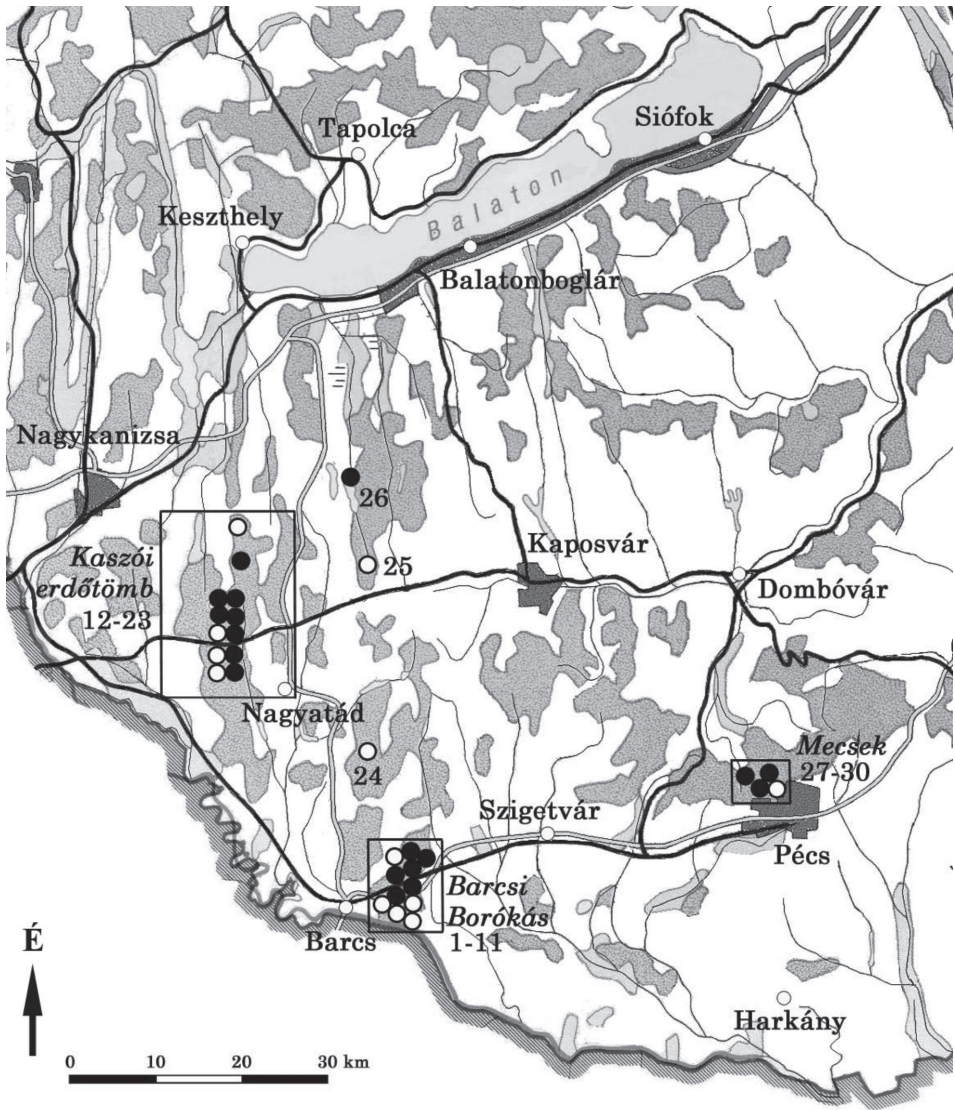 Tapolca
Siófok
Keszthely
Balaton
Balatonboglár
Nagykanizsa
26
Kaszói
erdőtömb
12-23
25
Kaposvár
Dombóvár
Nagyatád
24
Mecsek
27-30
Szigetvár
Pécs
Barcsi
Borókás
1-11
Barcs
É
Harkány
0 10 20 30 km